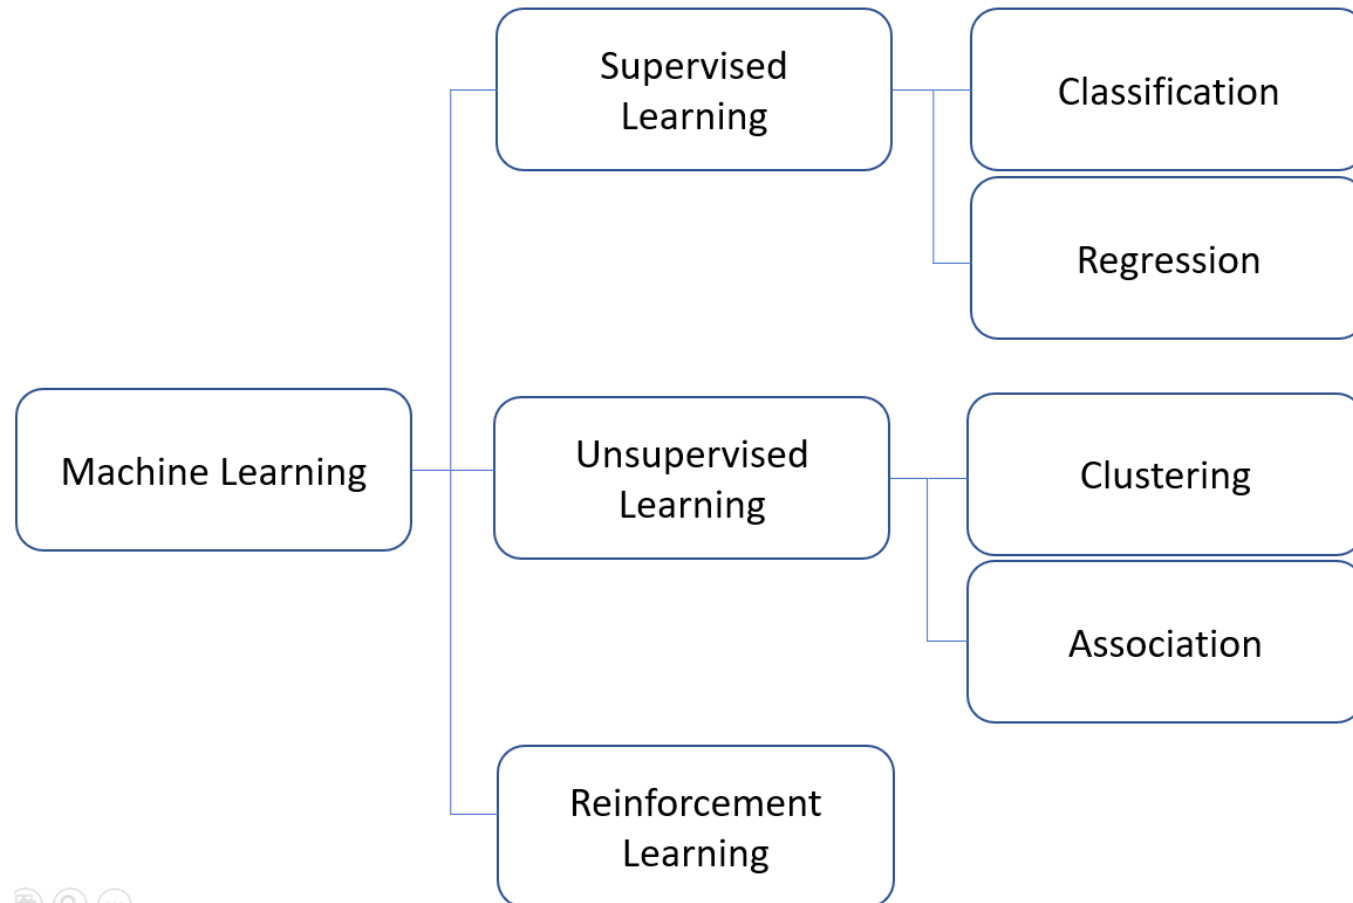 Supervised
Learning
Classification
Regression
Machine Learning
Unsupervised
Learning
Clustering
Association
Reinforcement
Learning